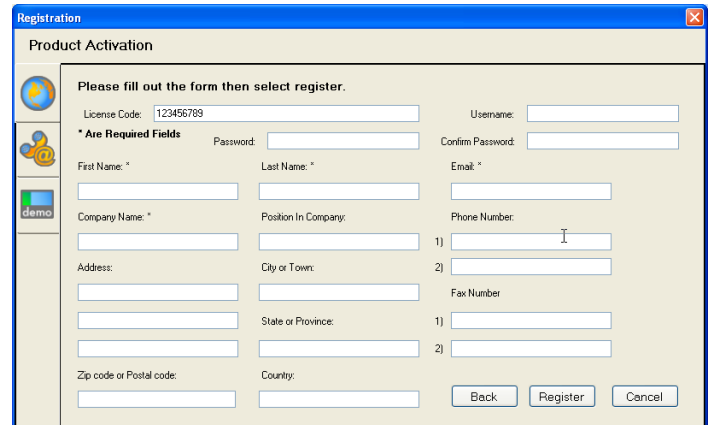 Registration
Product Activation
Please fill out the form then select register.
License Code: 123456789 Username:
* Are Required Fields Password: Confirm Password:
First Name: * Last Name: * Email: *
Company Name: * Position In Company: Phone Number:
1)
Address: City or Town: 2)
demo
Fax Number
State or Province: 1)
2)
Zip code or Postal code: Country:
Back Register Cancel